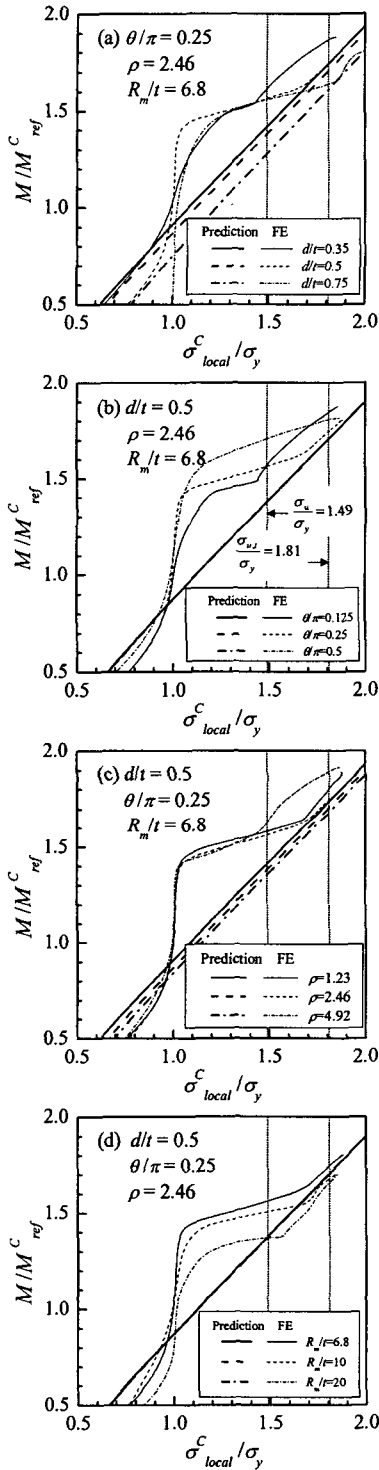 (a) θ/π = 0.25
ρ = 2.46
R_m/t = 6.8
2.0
1.5
1.0
0.5
M/M^C_ref
Prediction FE
d/t=0.35
d/t=0.5
d/t=0.75
0.5 1.0 1.5 2.0
σ^C_local/σ_y
(b) d/t = 0.5
ρ = 2.46
R_m/t = 6.8
2.0
1.5
1.0
0.5
M/M^C_ref
σ_u/σ_y = 1.49
σ_u,t/σ_y = 1.81
Prediction FE
θ/π=0.125
θ/π=0.25
θ/π=0.5
0.5 1.0 1.5 2.0
σ^C_local/σ_y
(c) d/t = 0.5
θ/π = 0.25
R_m/t = 6.8
2.0
1.5
1.0
0.5
M/M^C_ref
Prediction FE
ρ=1.23
ρ=2.46
ρ=4.92
0.5 1.0 1.5 2.0
σ^C_local/σ_y
(d) d/t = 0.5
θ/π = 0.25
ρ = 2.46
2.0
1.5
1.0
0.5
M/M^C_ref
Prediction FE
R_m/t=6.8
R_m/t=10
R_m/t=20
0.5 1.0 1.5 2.0
σ^C_local/σ_y